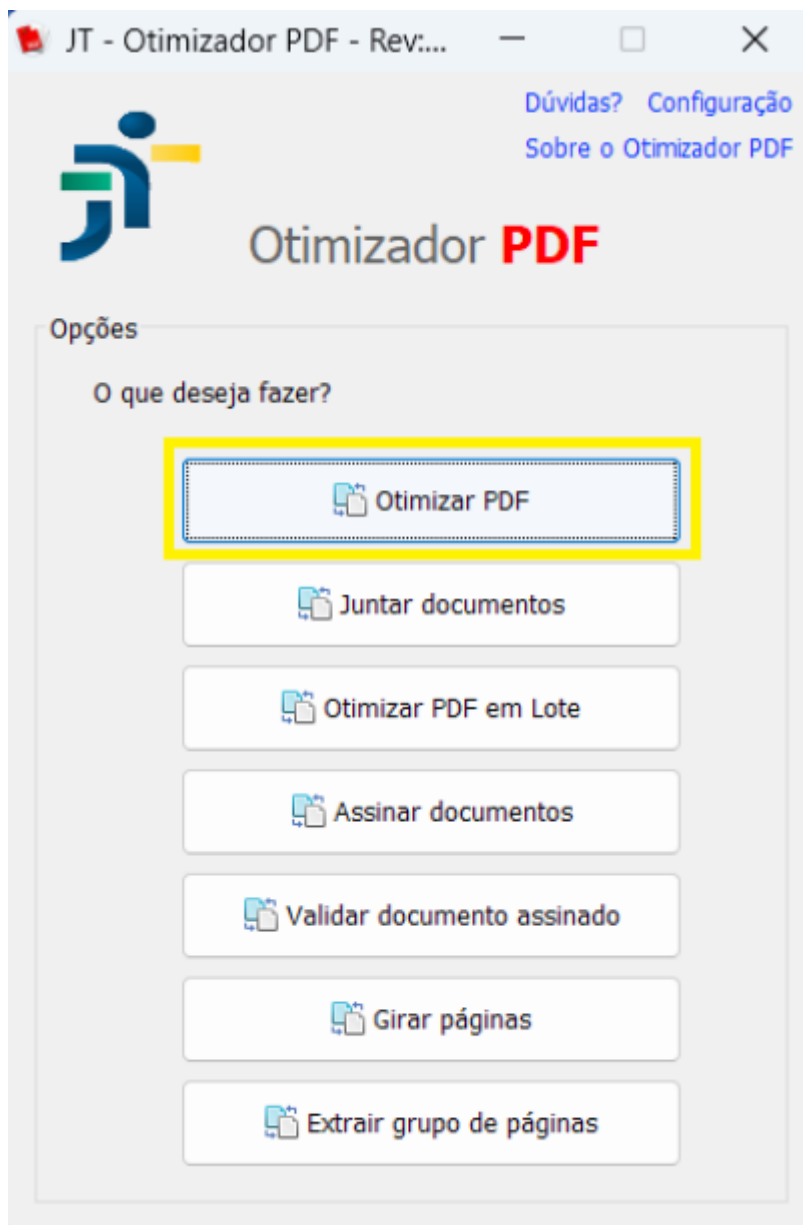 JT - Otimizador PDF - Rev:...
Dúvidas? Configuração
Sobre o Otimizador PDF
Otimizador PDF
Opções
O que deseja fazer?
Otimizar PDF
Juntar documentos
Otimizar PDF em Lote
Assinar documentos
Validar documento assinado
Girar páginas
Extrair grupo de páginas